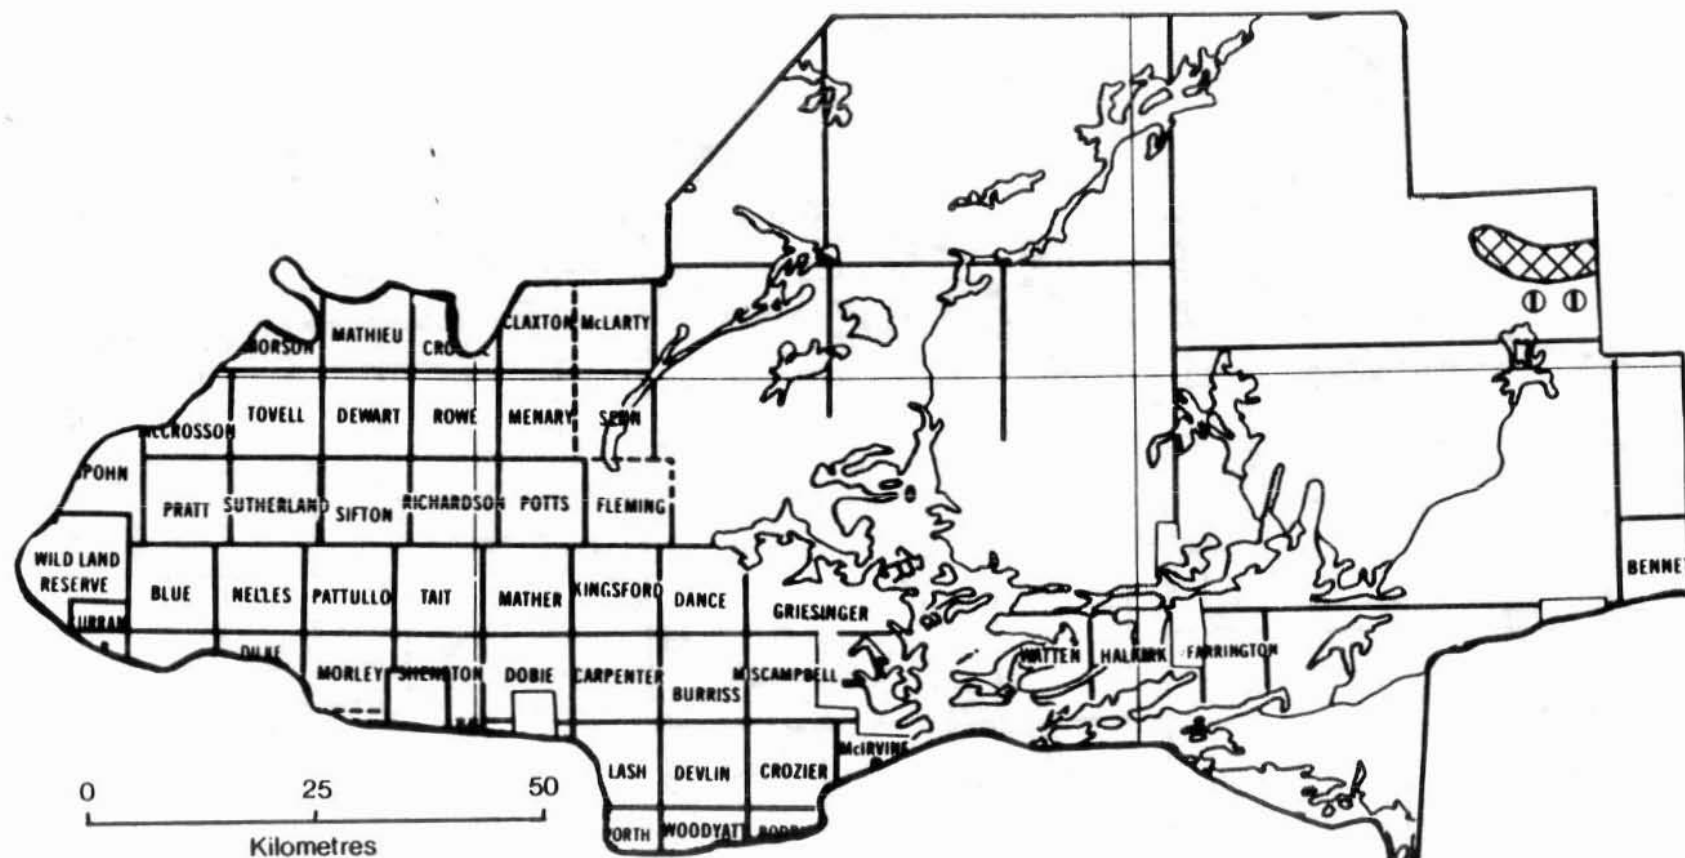 MATHIEU
CLAXTON
McLARTY
TOVELL
DEWART
ROWE
MENARY
PRATT
SUTHERLAND
SIFTON
RICHARDSON
POTTS
FLEMING
WILD LAND
RESERVE
BLUE
NELLES
PATTULLO
TAIT
MATHER
KINGSFORD
DANCE
GRIESINGER
BENNE
MORLEY
DOBIE
CARPENTER
BURRISS
WATTEN
FARRINGTON
LASH
DEVLIN
CROZIER
McIRVINE
WOODYATT
0 25 50
Kilometres